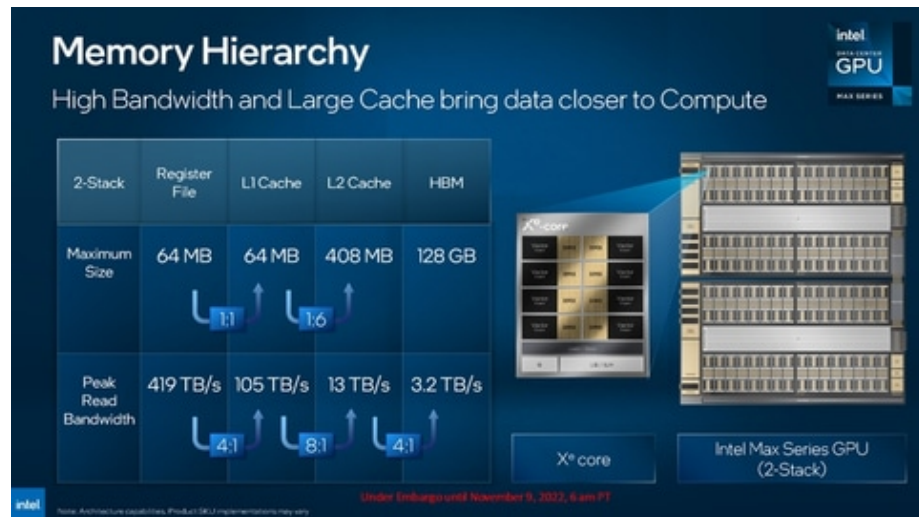 Memory Hierarchy
High Bandwidth and Large Cache bring data closer to Compute
intel
DATA CENTER
GPU
MAX SERIES
2-Stack Register File L1 Cache L2 Cache HBM
Maximum Size 64 MB 64 MB 408 MB 128 GB
1:1 1:6
Peak Read Bandwidth 419 TB/s 105 TB/s 13 TB/s 3.2 TB/s
4:1 8:1 4:1
Xe-core
Xe core
Intel Max Series GPU
(2-Stack)
Under Embargo until November 9, 2022, 6 am PT
intel
Note: Architecture capabilities. Product SKU implementations may vary